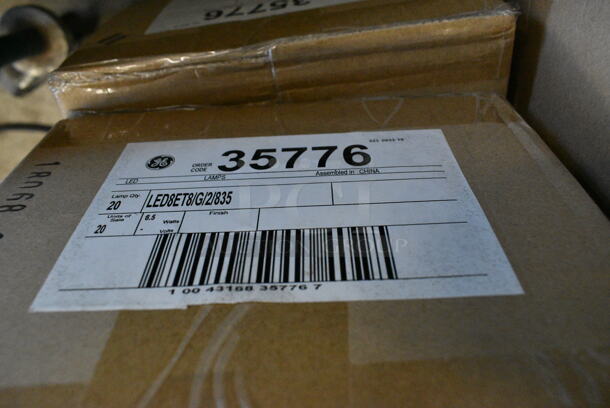 35776
GE ORDER CODE 35776
LED LAMPS Assembled in CHINA
Lamp Qty. 20 LED8ET8/G/2/835
Units of Sale 20 8.5 Watts - Volts Finish
1 00 43168 35776 7
18068